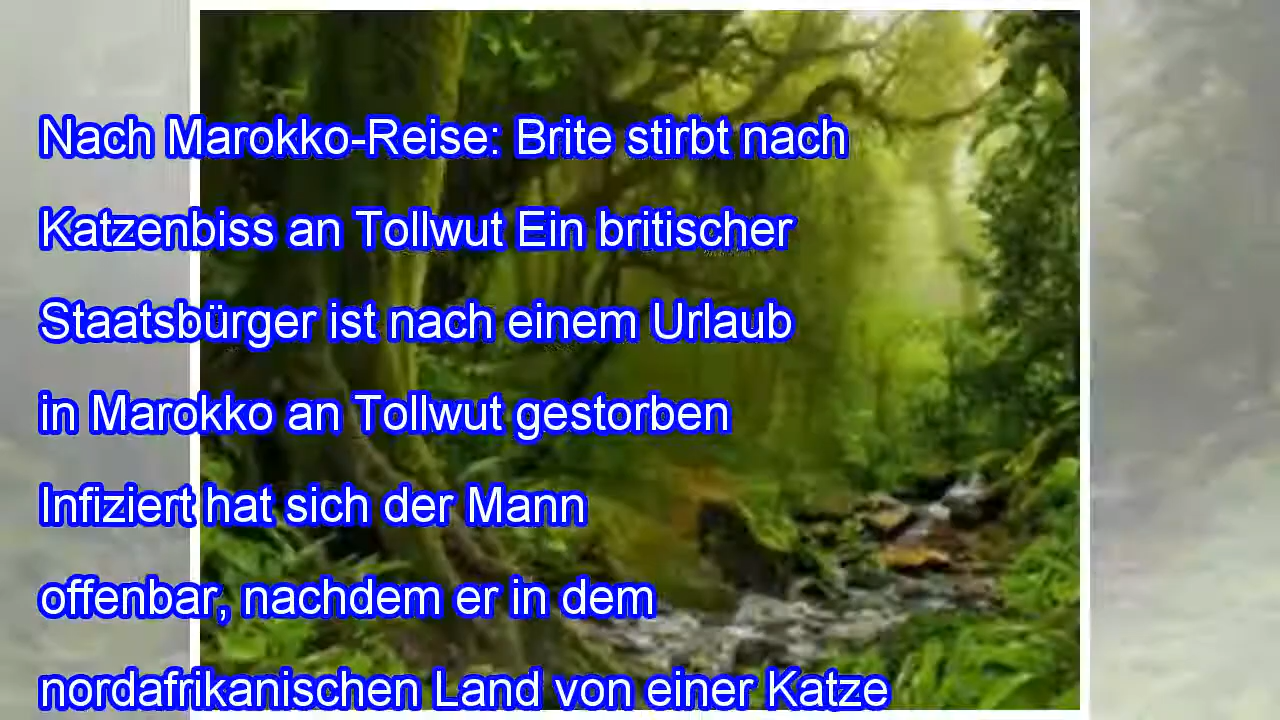 Nach Marokko-Reise: Brite stirbt nach
Katzenbiss an Tollwut Ein britischer
Staatsbürger ist nach einem Urlaub
in Marokko an Tollwut gestorben
Infiziert hat sich der Mann
offenbar, nachdem er in dem
nordafrikanischen Land von einer Katze